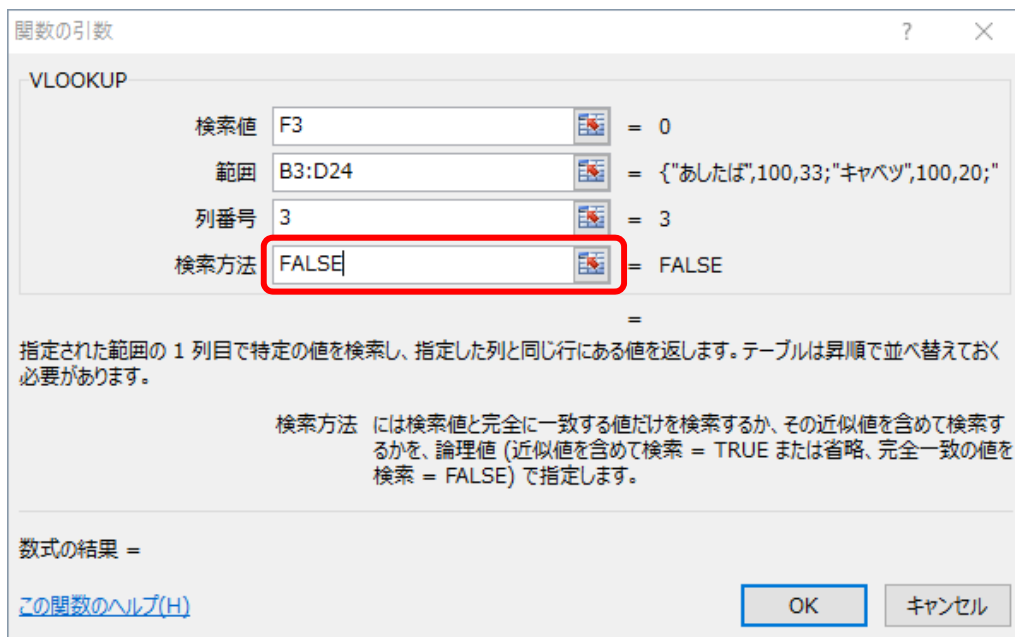 関数の引数 ? ×
VLOOKUP
検索値 F3 = 0
範囲 B3:D24 = {"あしたば",100,33;"キャベツ",100,20;"
列番号 3 = 3
検索方法 FALSE = FALSE
=
指定された範囲の 1 列目で特定の値を検索し、指定した列と同じ行にある値を返します。テーブルは昇順で並べ替えておく
必要があります。
検索方法 には検索値と完全に一致する値だけを検索するか、その近似値を含めて検索す
るかを、論理値 (近似値を含めて検索 = TRUE または省略、完全一致の値を
検索 = FALSE) で指定します。
数式の結果 =
この関数のヘルプ(H) OK キャンセル